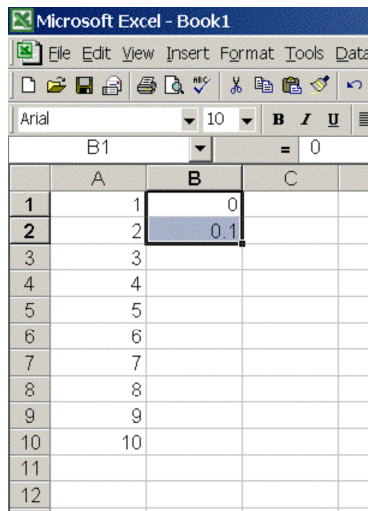 Microsoft Excel - Book1
File Edit View Insert Format Tools Data
ABC
Arial 10 B I U
B1 = 0
A B C
1 1 0
2 2 0.1
3 3
4 4
5 5
6 6
7 7
8 8
9 9
10 10
11
12